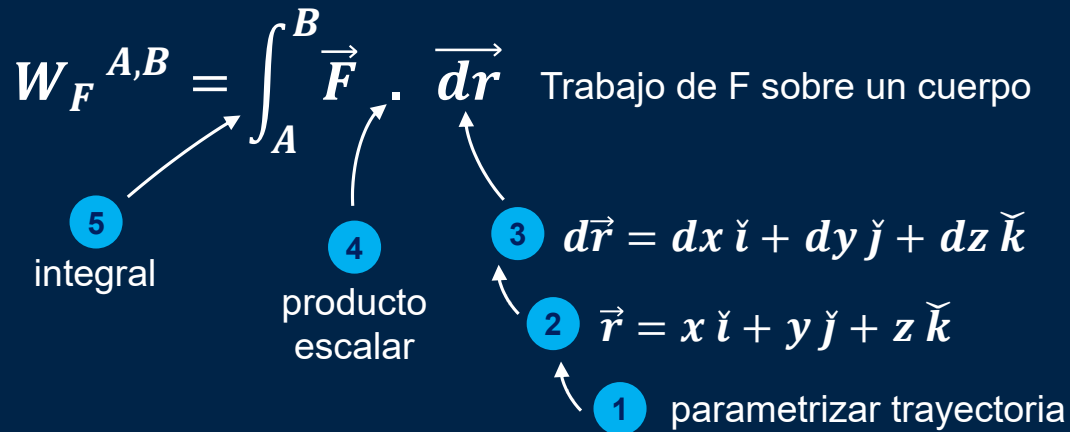 W_F^{A,B} = ∫_A^B F⃗ . d⃗r⃗ Trabajo de F sobre un cuerpo
5
integral
4
producto
escalar
3 dr⃗ = dx ǐ + dy ǰ + dz ǩ
2 r⃗ = x ǐ + y ǰ + z ǩ
1 parametrizar trayectoria